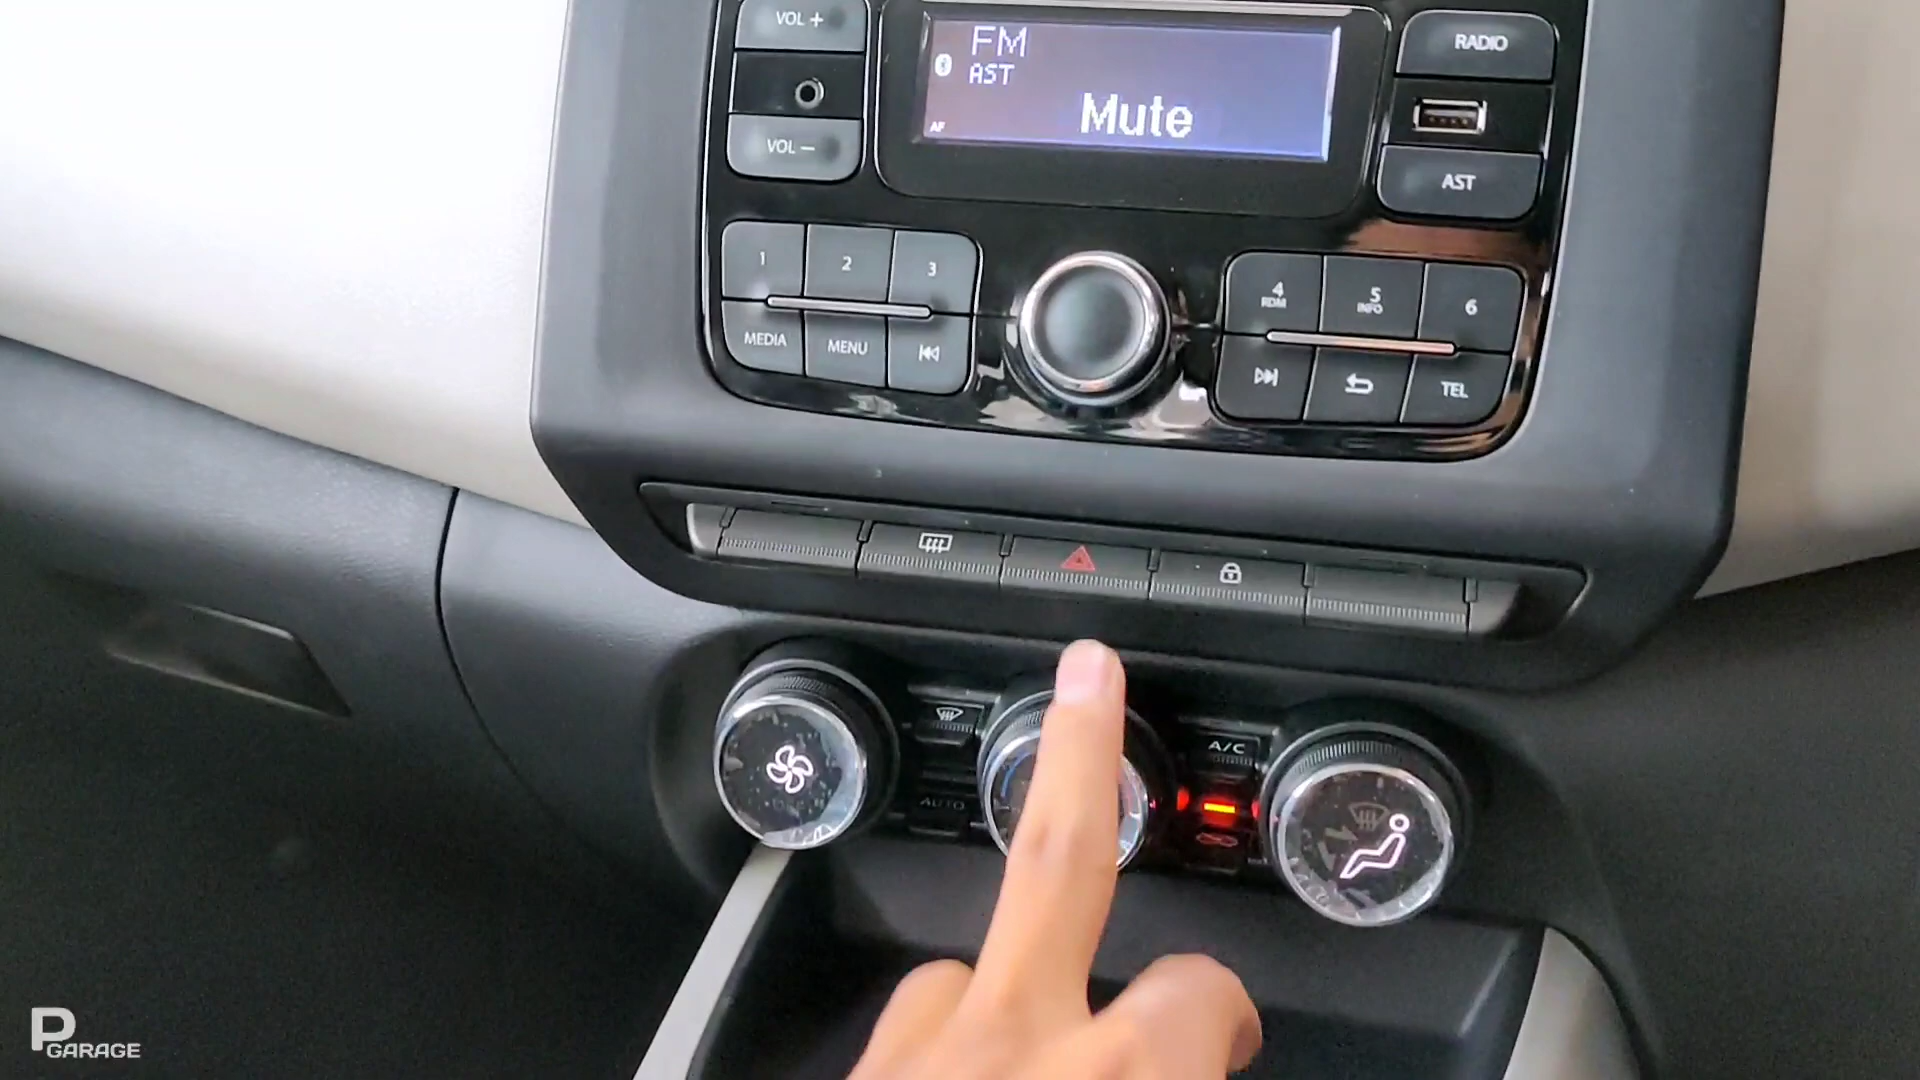 VOL +
VOL −
FM
AST
AF
Mute
RADIO
AST
1
2
3
MEDIA
MENU
4
RDM
5
INFO
6
TEL
A/C
AUTO
P
GARAGE